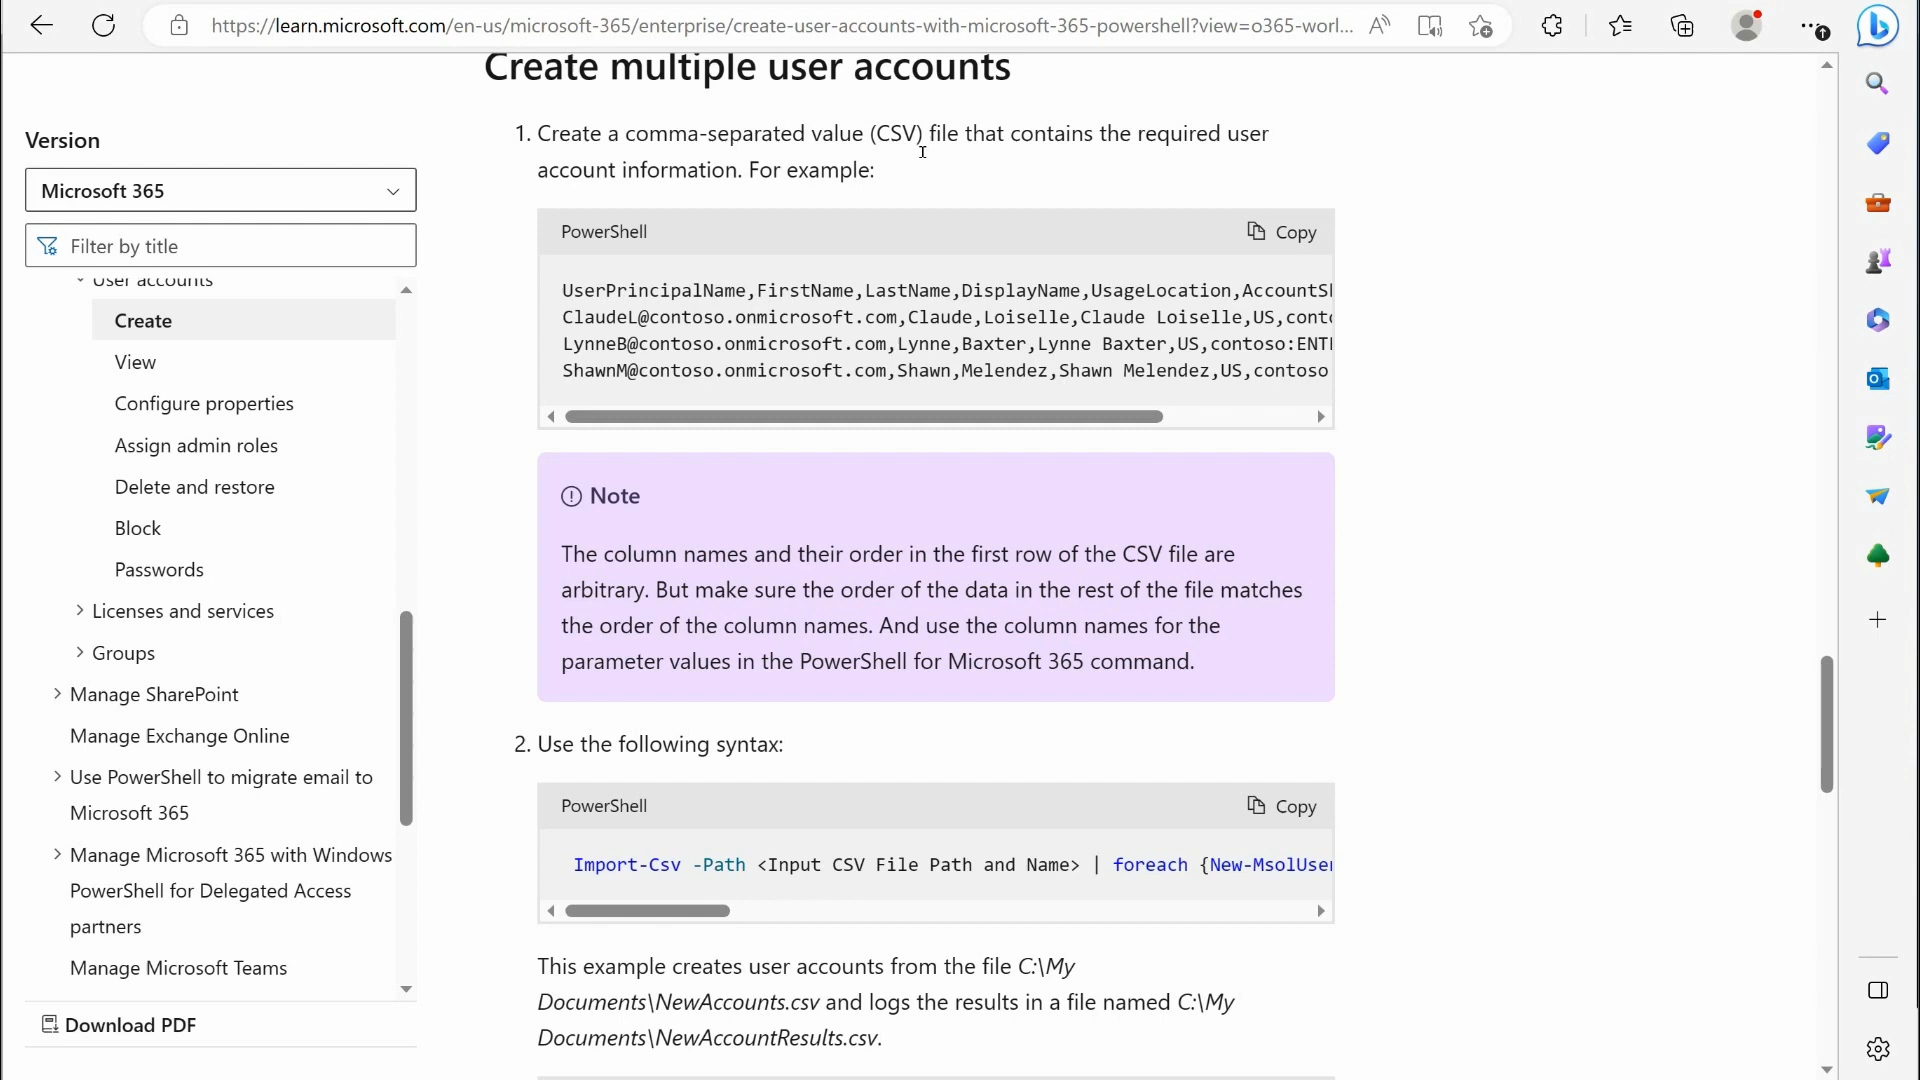 https://learn.microsoft.com/en-us/microsoft-365/enterprise/create-user-accounts-with-microsoft-365-powershell?view=o365-worl...
Version
Microsoft 365
Filter by title
User accounts
Create
View
Configure properties
Assign admin roles
Delete and restore
Block
Passwords
Licenses and services
Groups
Manage SharePoint
Manage Exchange Online
Use PowerShell to migrate email to
Microsoft 365
Manage Microsoft 365 with Windows
PowerShell for Delegated Access
partners
Manage Microsoft Teams
Download PDF
Create multiple user accounts
1. Create a comma-separated value (CSV) file that contains the required user
account information. For example:
PowerShell Copy
UserPrincipalName,FirstName,LastName,DisplayName,UsageLocation,AccountS
ClaudeL@contoso.onmicrosoft.com,Claude,Loiselle,Claude Loiselle,US,cont
LynneB@contoso.onmicrosoft.com,Lynne,Baxter,Lynne Baxter,US,contoso:ENT
ShawnM@contoso.onmicrosoft.com,Shawn,Melendez,Shawn Melendez,US,contoso
Note
The column names and their order in the first row of the CSV file are
arbitrary. But make sure the order of the data in the rest of the file matches
the order of the column names. And use the column names for the
parameter values in the PowerShell for Microsoft 365 command.
2. Use the following syntax:
PowerShell Copy
Import-Csv -Path <Input CSV File Path and Name> | foreach {New-MsolUser
This example creates user accounts from the file C:\My
Documents\NewAccounts.csv and logs the results in a file named C:\My
Documents\NewAccountResults.csv.